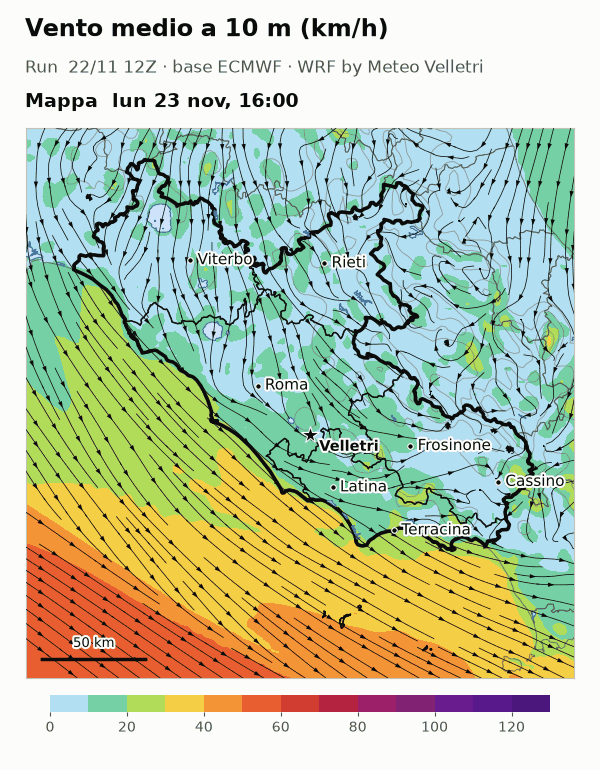 Vento medio a 10 m (km/h)
Run  22/11 12Z · base ECMWF · WRF by Meteo Velletri
Mappa  lun 23 nov, 16:00
Viterbo
Rieti
Roma
Velletri
Frosinone
Cassino
Latina
Terracina
50 km
0 20 40 60 80 100 120